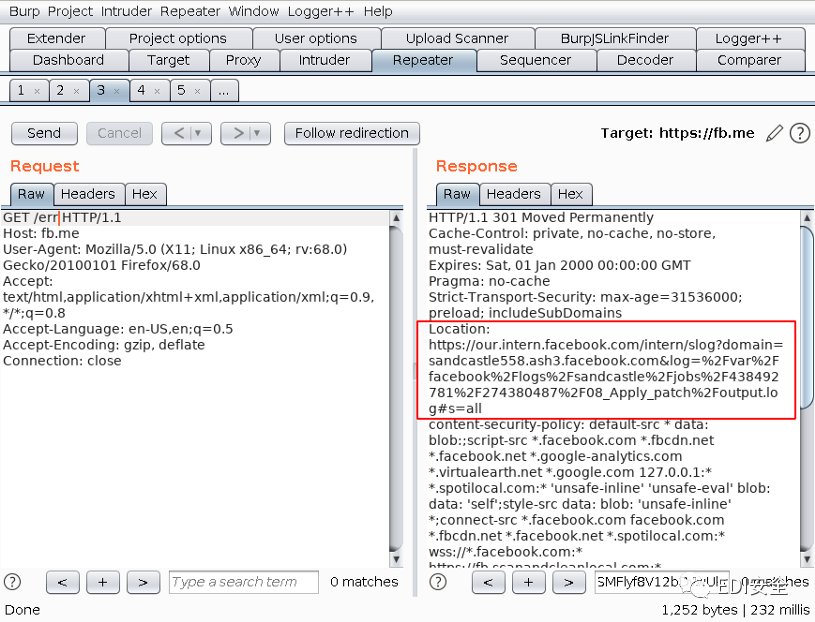 Burp Project Intruder Repeater Window Logger++ Help
Extender Project options User options Upload Scanner BurpJSLinkFinder Logger++
Dashboard Target Proxy Intruder Repeater Sequencer Decoder Comparer
1 × 2 × 3 × 4 × 5 × ...
Send Cancel < ▾ > ▾ Follow redirection Target: https://fb.me ?
Request
Raw Headers Hex
GET /err HTTP/1.1
Host: fb.me
User-Agent: Mozilla/5.0 (X11; Linux x86_64; rv:68.0)
Gecko/20100101 Firefox/68.0
Accept:
text/html,application/xhtml+xml,application/xml;q=0.9,
*/*;q=0.8
Accept-Language: en-US,en;q=0.5
Accept-Encoding: gzip, deflate
Connection: close
? < + > Type a search term 0 matches
Response
Raw Headers Hex
HTTP/1.1 301 Moved Permanently
Cache-Control: private, no-cache, no-store,
must-revalidate
Expires: Sat, 01 Jan 2000 00:00:00 GMT
Pragma: no-cache
Strict-Transport-Security: max-age=31536000;
preload; includeSubDomains
Location:
https://our.intern.facebook.com/intern/slog?domain=
sandcastle558.ash3.facebook.com&log=%2Fvar%2F
facebook%2Flogs%2Fsandcastle%2Fjobs%2F438492
781%2F274380487%2F08_Apply_patch%2Foutput.lo
g#s=all
content-security-policy: default-src * data:
blob:;script-src *.facebook.com *.fbcdn.net
*.facebook.net *.google-analytics.com
*.virtualearth.net *.google.com 127.0.0.1:*
*.spotilocal.com:* 'unsafe-inline' 'unsafe-eval' blob:
data: 'self';style-src data: blob: 'unsafe-inline'
*;connect-src *.facebook.com facebook.com
*.fbcdn.net *.facebook.net *.spotilocal.com:*
wss://*.facebook.com:*
https://fb.scanandcleanlocal.com:*
? < + > matches
EDI安全
Done
1,252 bytes | 232 millis